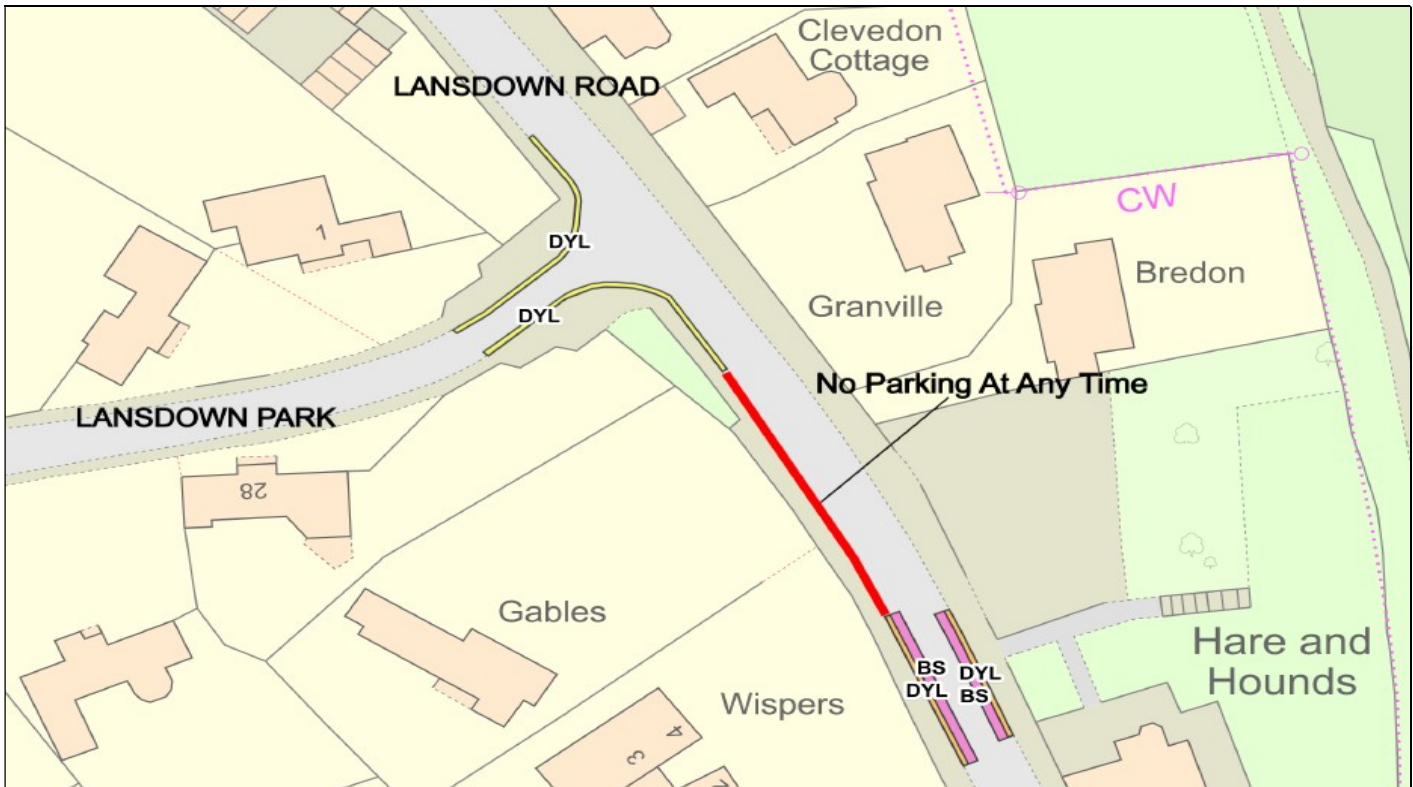 Clevedon
Cottage
LANSDOWN ROAD
CW
1
DYL
Bredon
Granville
DYL
No Parking At Any Time
LANSDOWN PARK
28
Gables
Hare and
Hounds
BS
DYL
DYL
BS
Wispers
4
3